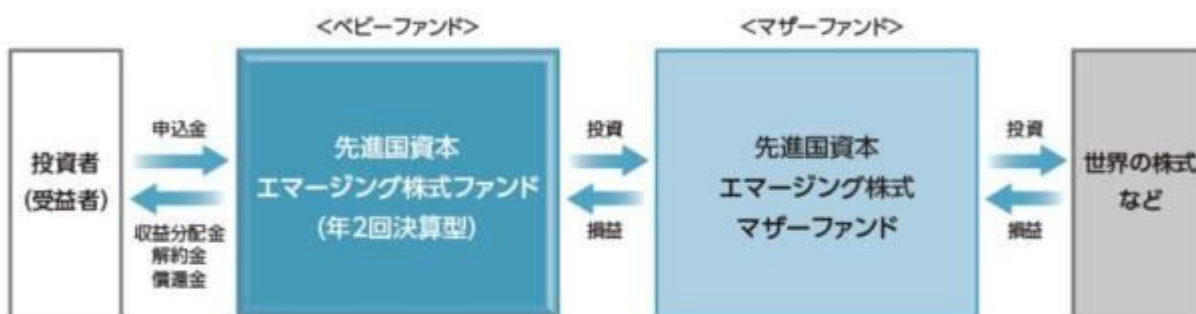 <ベビーファンド>
<マザーファンド>
投資者
(受益者)
申込金
収益分配金
解約金
償還金
先進国資本
エマージング株式ファンド
(年2回決算型)
投資
損益
先進国資本
エマージング株式
マザーファンド
投資
損益
世界の株式
など